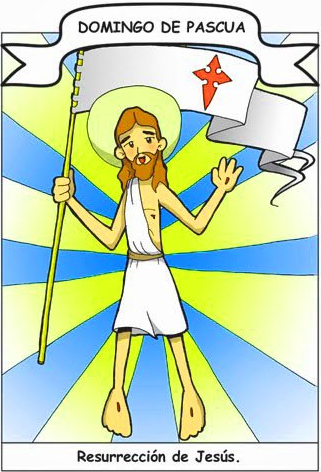 DOMINGO DE PASCUA
Resurrección de Jesús.